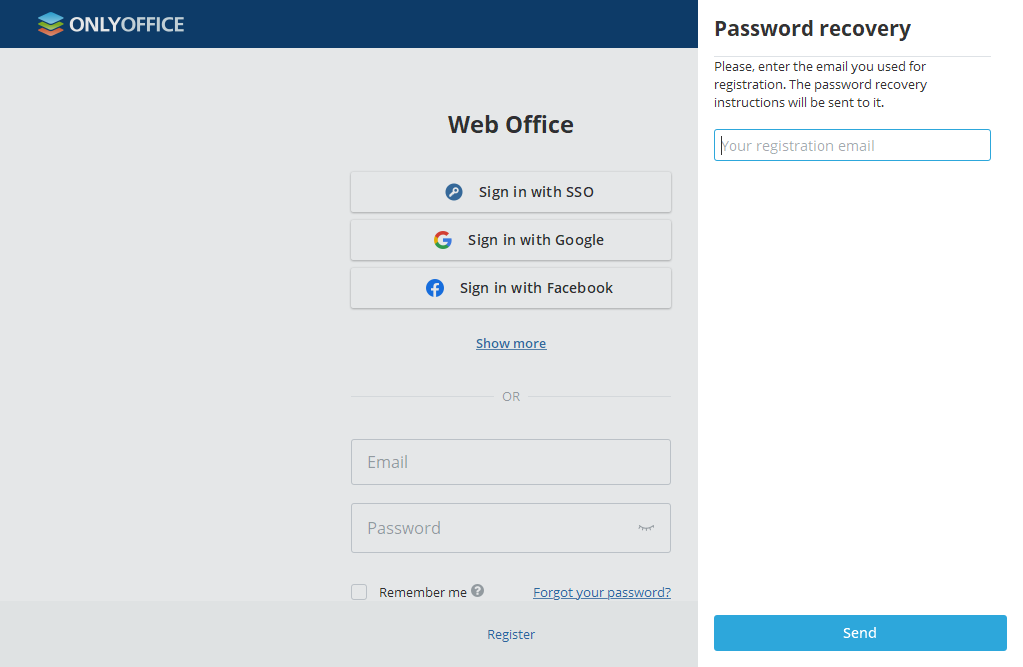 ONLYOFFICE
Web Office
Sign in with SSO
Sign in with Google
Sign in with Facebook
Show more
OR
Email
Password
Remember me ?
Forgot your password?
Register
Password recovery
Please, enter the email you used for
registration. The password recovery
instructions will be sent to it.
Your registration email
Send